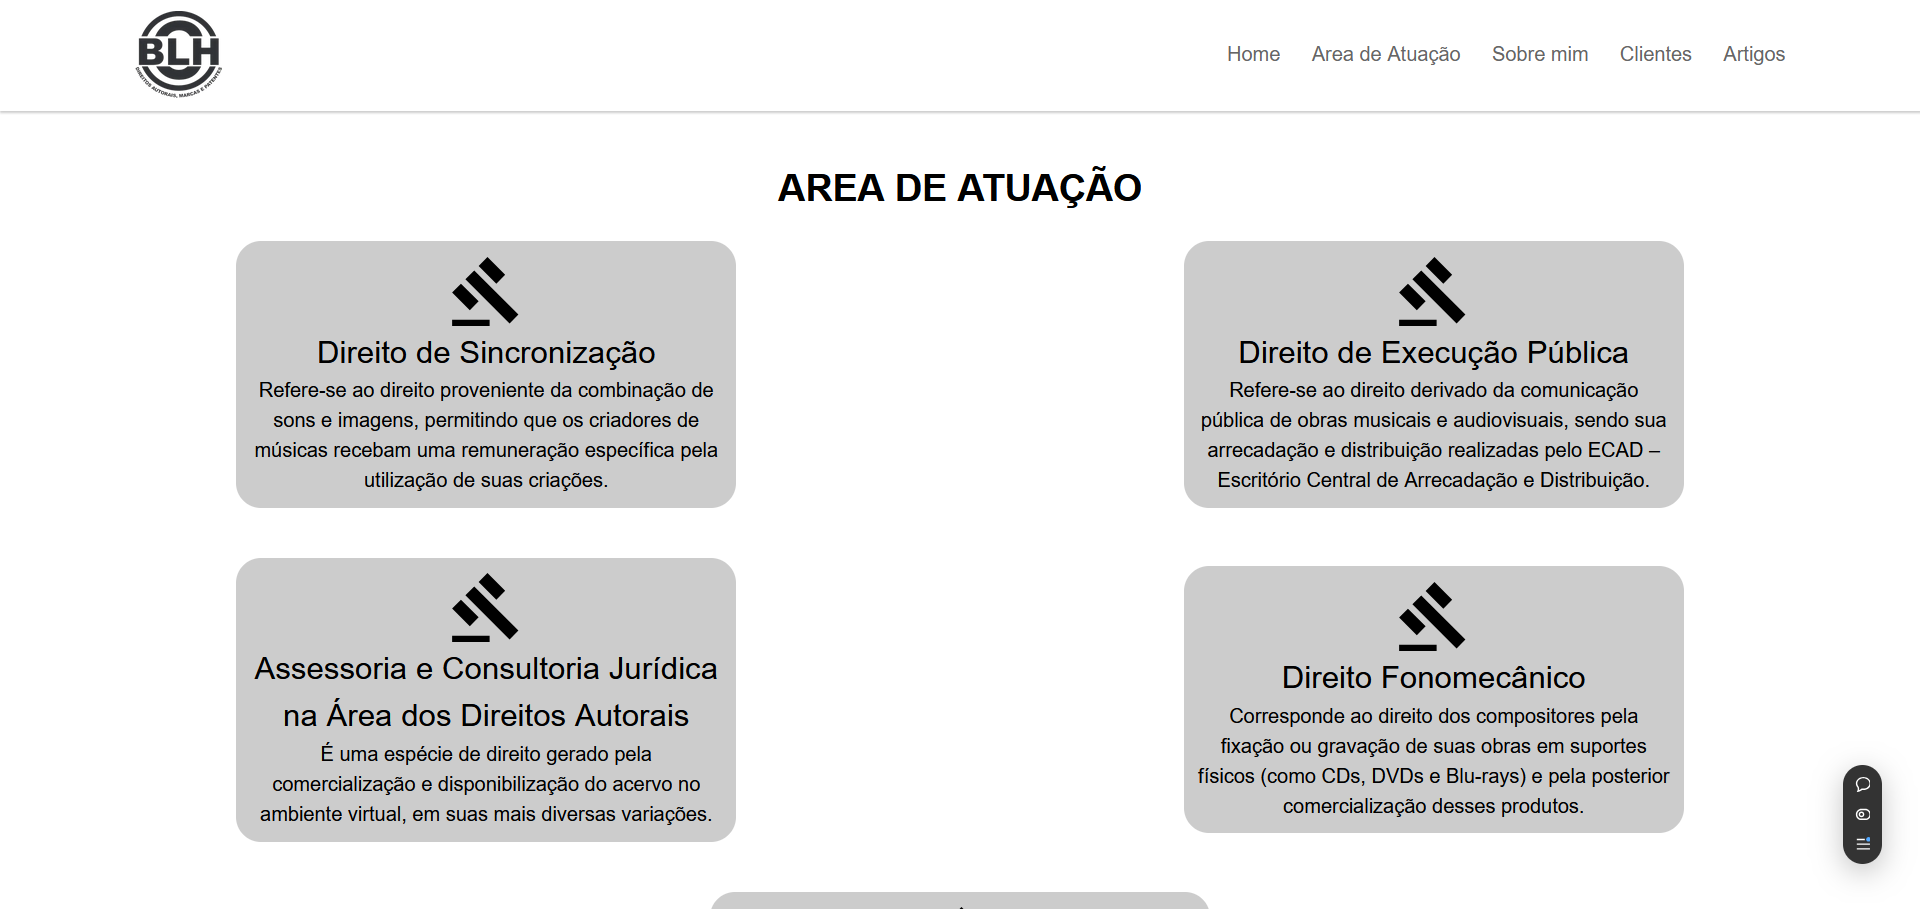 BLH
DIREITOS AUTORAIS, MARCAS E PATENTES
Home
Area de Atuação
Sobre mim
Clientes
Artigos
AREA DE ATUAÇÃO
Direito de Sincronização
Refere-se ao direito proveniente da combinação de
sons e imagens, permitindo que os criadores de
músicas recebam uma remuneração específica pela
utilização de suas criações.
Direito de Execução Pública
Refere-se ao direito derivado da comunicação
pública de obras musicais e audiovisuais, sendo sua
arrecadação e distribuição realizadas pelo ECAD –
Escritório Central de Arrecadação e Distribuição.
Assessoria e Consultoria Jurídica
na Área dos Direitos Autorais
É uma espécie de direito gerado pela
comercialização e disponibilização do acervo no
ambiente virtual, em suas mais diversas variações.
Direito Fonomecânico
Corresponde ao direito dos compositores pela
fixação ou gravação de suas obras em suportes
físicos (como CDs, DVDs e Blu-rays) e pela posterior
comercialização desses produtos.